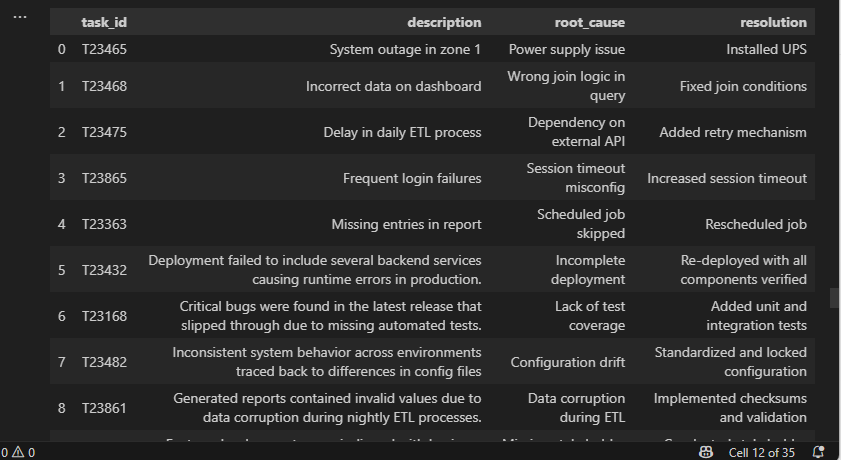 ...
task_id description root_cause resolution
0 T23465 System outage in zone 1 Power supply issue Installed UPS
1 T23468 Incorrect data on dashboard Wrong join logic in query Fixed join conditions
2 T23475 Delay in daily ETL process Dependency on external API Added retry mechanism
3 T23865 Frequent login failures Session timeout misconfig Increased session timeout
4 T23363 Missing entries in report Scheduled job skipped Rescheduled job
5 T23432 Deployment failed to include several backend services causing runtime errors in production. Incomplete deployment Re-deployed with all components verified
6 T23168 Critical bugs were found in the latest release that slipped through due to missing automated tests. Lack of test coverage Added unit and integration tests
7 T23482 Inconsistent system behavior across environments traced back to differences in config files Configuration drift Standardized and locked configuration
8 T23861 Generated reports contained invalid values due to data corruption during nightly ETL processes. Data corruption during ETL Implemented checksums and validation
0 0 Cell 12 of 35